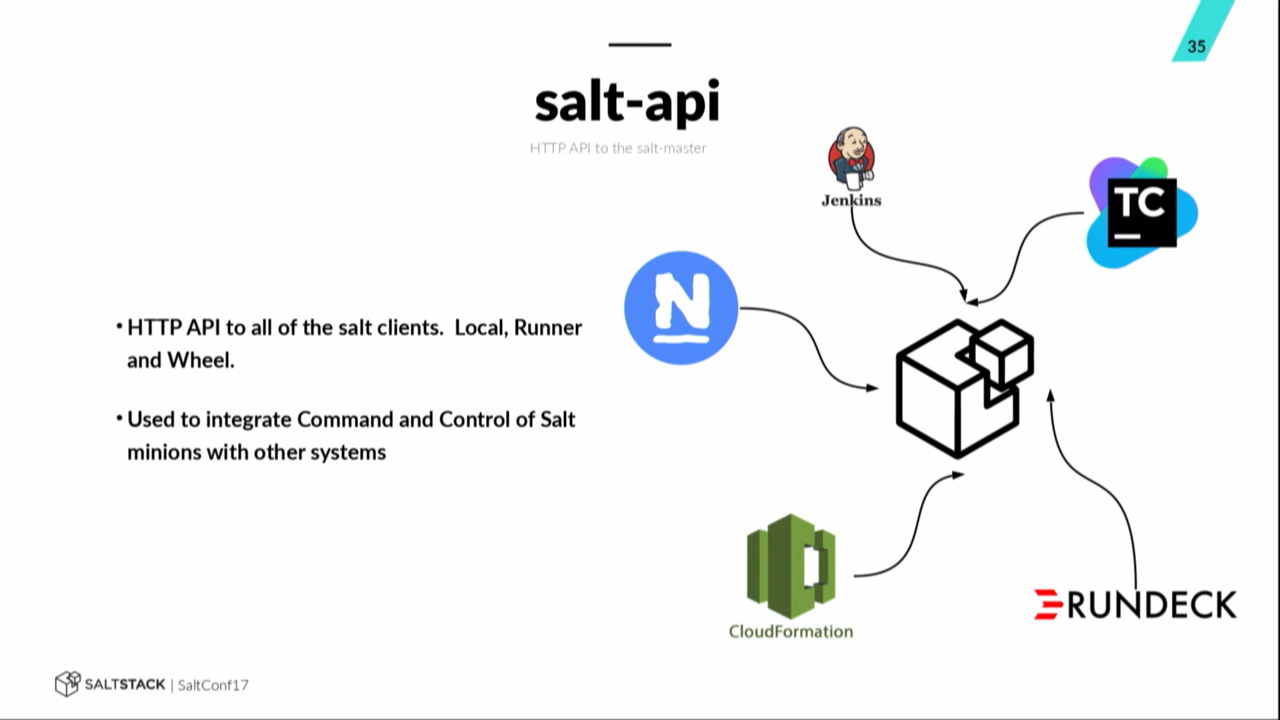 35
salt-api
HTTP API to the salt-master
Jenkins
TC
N
• HTTP API to all of the salt clients.  Local, Runner
and Wheel.
• Used to integrate Command and Control of Salt
minions with other systems
CloudFormation
RUNDECK
SALTSTACK | SaltConf17